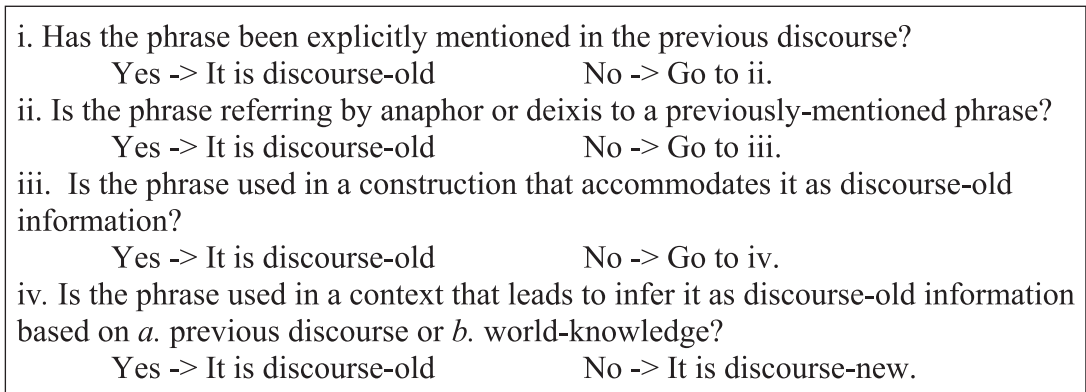 i. Has the phrase been explicitly mentioned in the previous discourse?
Yes -> It is discourse-old No -> Go to ii.
ii. Is the phrase referring by anaphor or deixis to a previously-mentioned phrase?
Yes -> It is discourse-old No -> Go to iii.
iii. Is the phrase used in a construction that accommodates it as discourse-old
information?
Yes -> It is discourse-old No -> Go to iv.
iv. Is the phrase used in a context that leads to infer it as discourse-old information
based on a. previous discourse or b. world-knowledge?
Yes -> It is discourse-old No -> It is discourse-new.